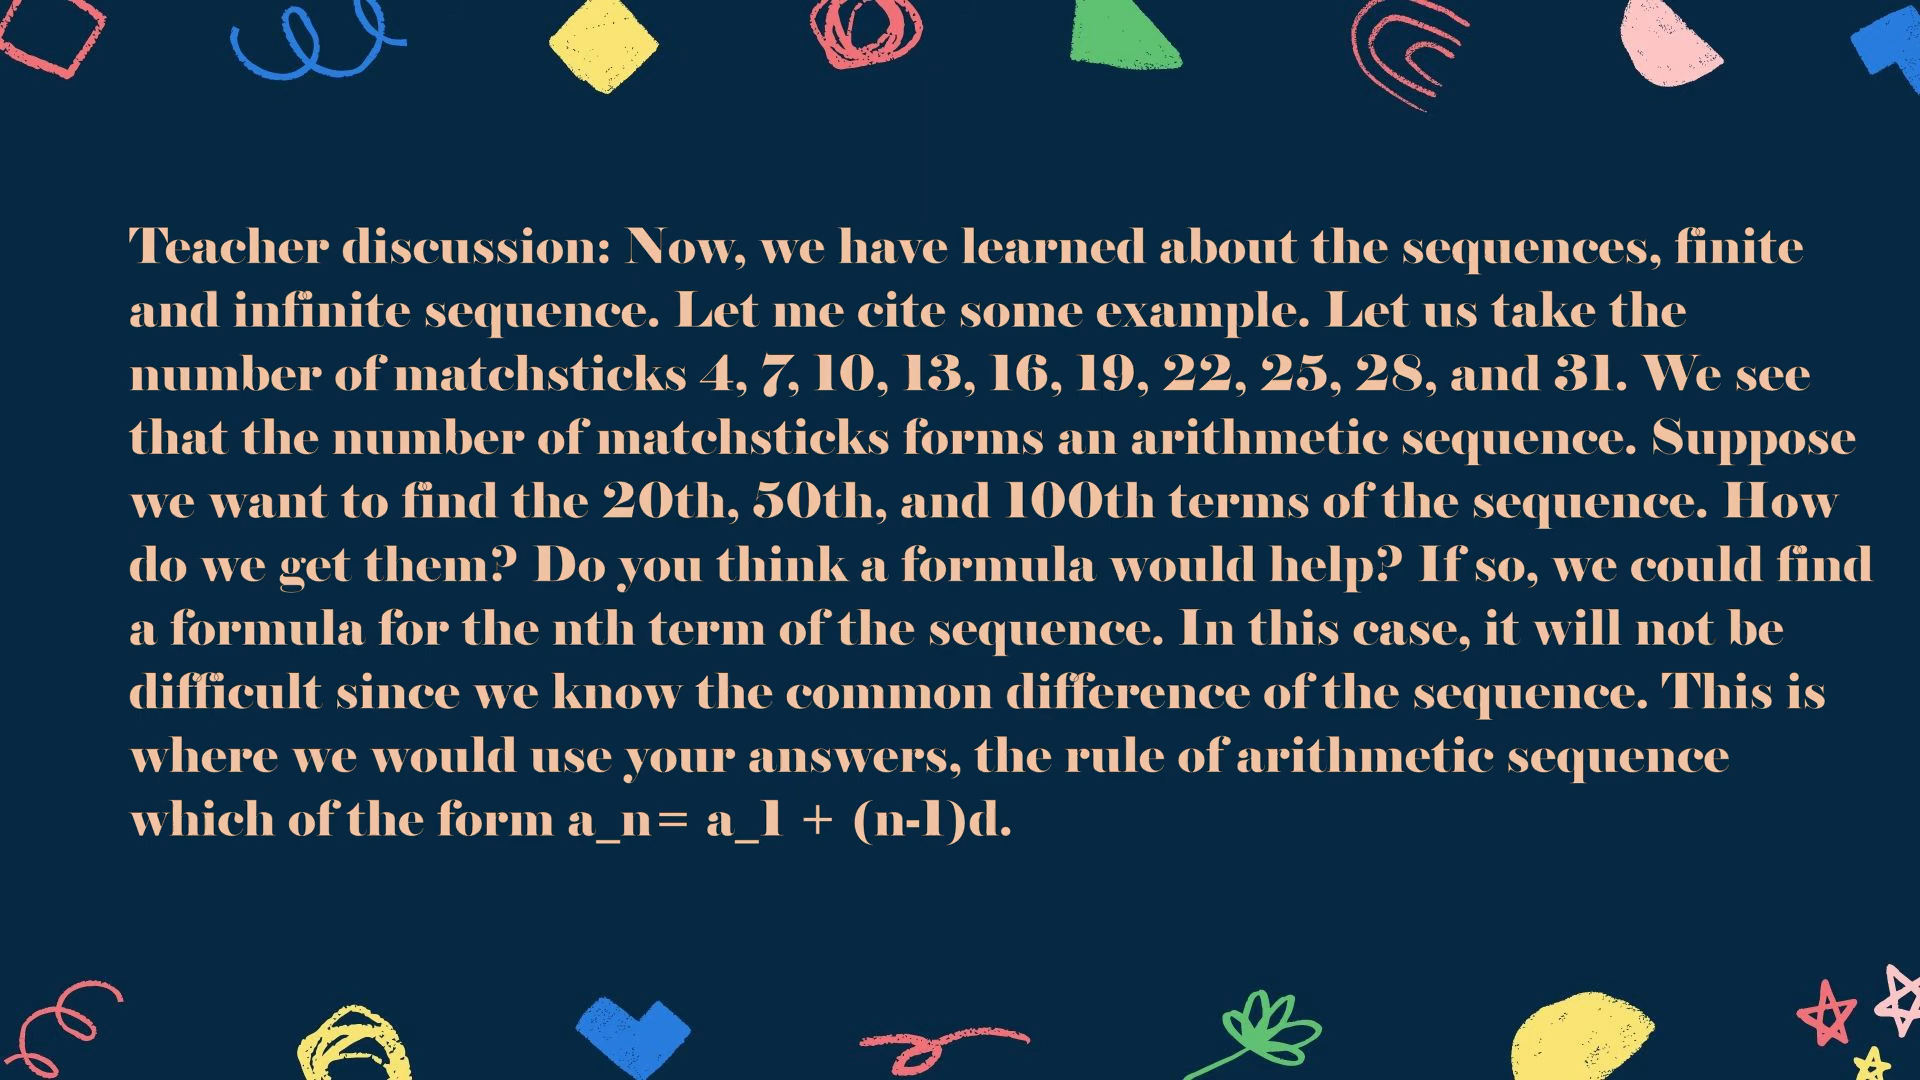 Teacher discussion: Now, we have learned about the sequences, finite
and infinite sequence. Let me cite some example. Let us take the
number of matchsticks 4, 7, 10, 13, 16, 19, 22, 25, 28, and 31. We see
that the number of matchsticks forms an arithmetic sequence. Suppose
we want to find the 20th, 50th, and 100th terms of the sequence. How
do we get them? Do you think a formula would help? If so, we could find
a formula for the nth term of the sequence. In this case, it will not be
difficult since we know the common difference of the sequence. This is
where we would use your answers, the rule of arithmetic sequence
which of the form a_n= a_1 + (n-1)d.